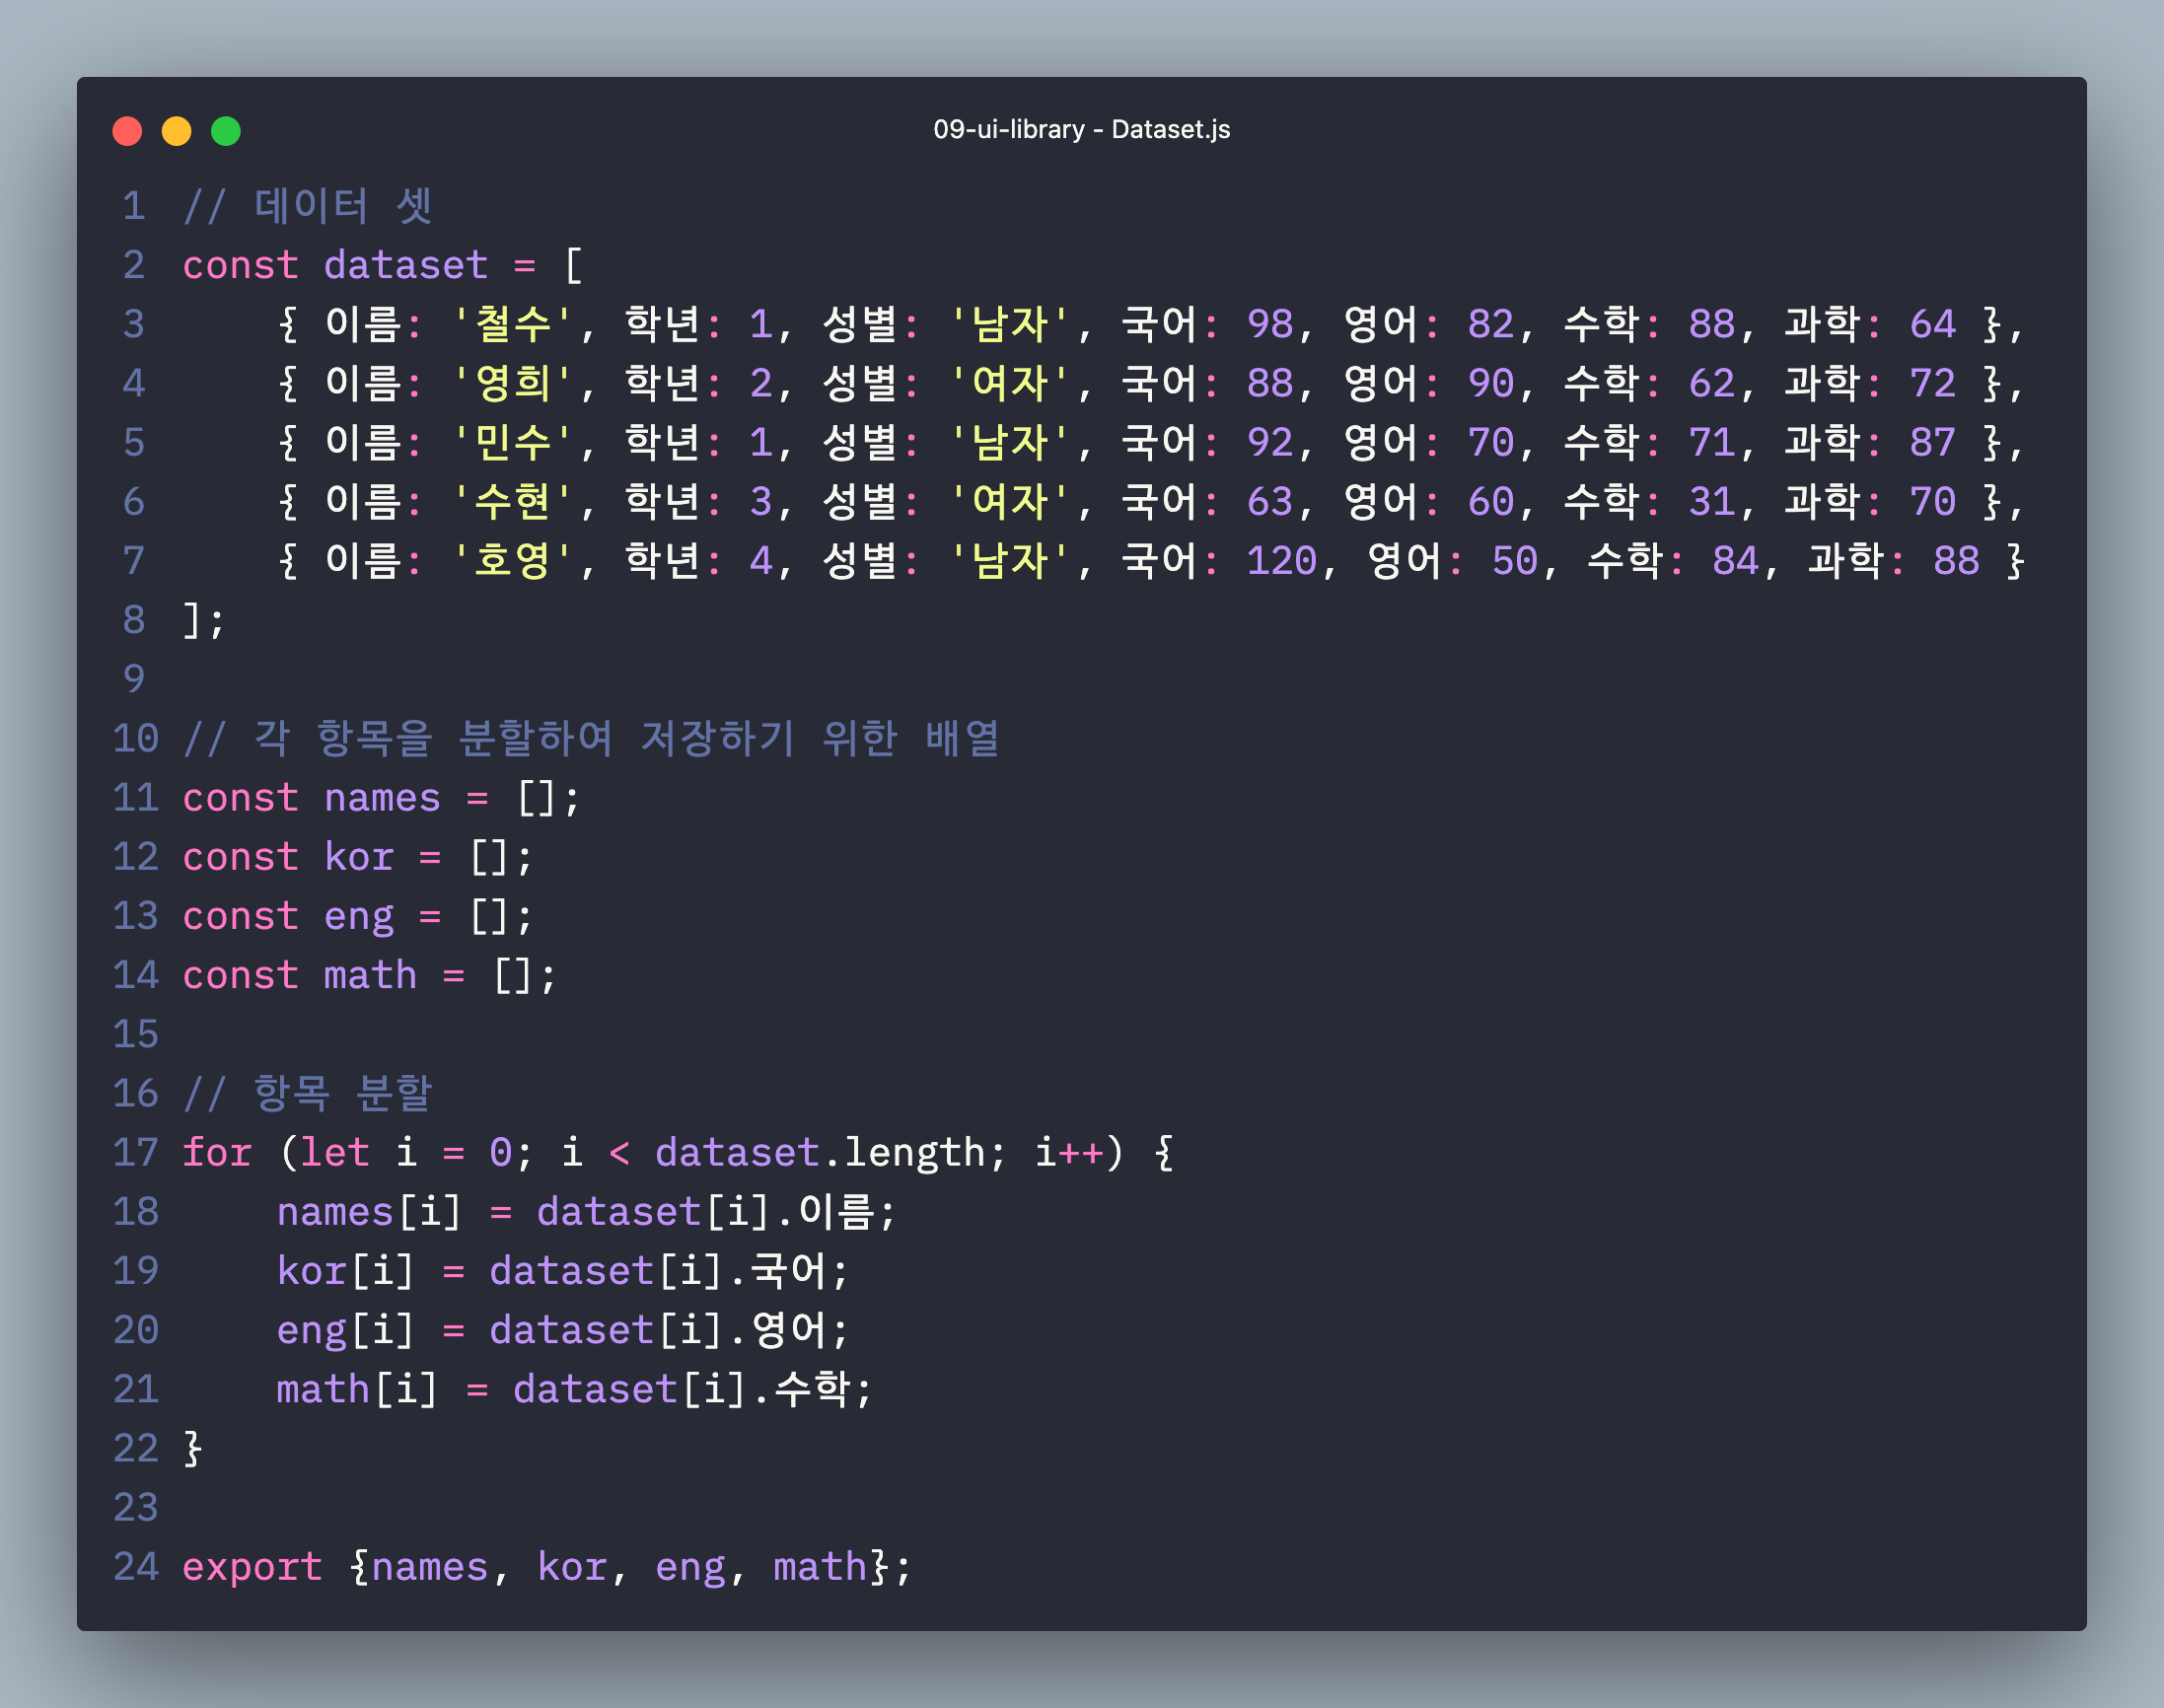 09-ui-library - Dataset.js
1 // 데이터 셋
2 const dataset = [
3     { 이름: '철수', 학년: 1, 성별: '남자', 국어: 98, 영어: 82, 수학: 88, 과학: 64 },
4     { 이름: '영희', 학년: 2, 성별: '여자', 국어: 88, 영어: 90, 수학: 62, 과학: 72 },
5     { 이름: '민수', 학년: 1, 성별: '남자', 국어: 92, 영어: 70, 수학: 71, 과학: 87 },
6     { 이름: '수현', 학년: 3, 성별: '여자', 국어: 63, 영어: 60, 수학: 31, 과학: 70 },
7     { 이름: '호영', 학년: 4, 성별: '남자', 국어: 120, 영어: 50, 수학: 84, 과학: 88 }
8 ];
9
10 // 각 항목을 분할하여 저장하기 위한 배열
11 const names = [];
12 const kor = [];
13 const eng = [];
14 const math = [];
15
16 // 항목 분할
17 for (let i = 0; i < dataset.length; i++) {
18     names[i] = dataset[i].이름;
19     kor[i] = dataset[i].국어;
20     eng[i] = dataset[i].영어;
21     math[i] = dataset[i].수학;
22 }
23
24 export {names, kor, eng, math};